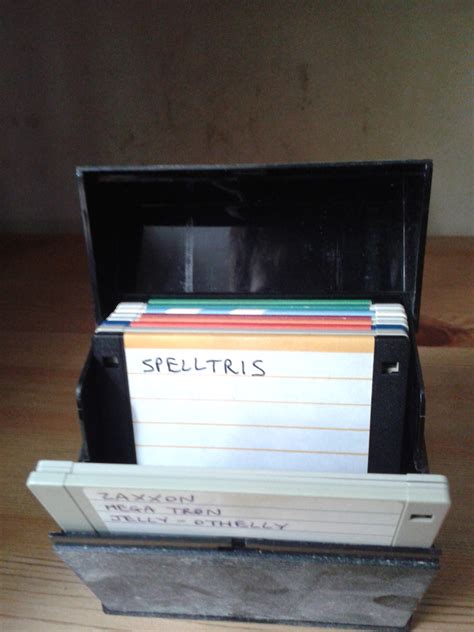 SPELLTRIS
ZAXXON
MEGA TRON
JELLY-OTHELLY